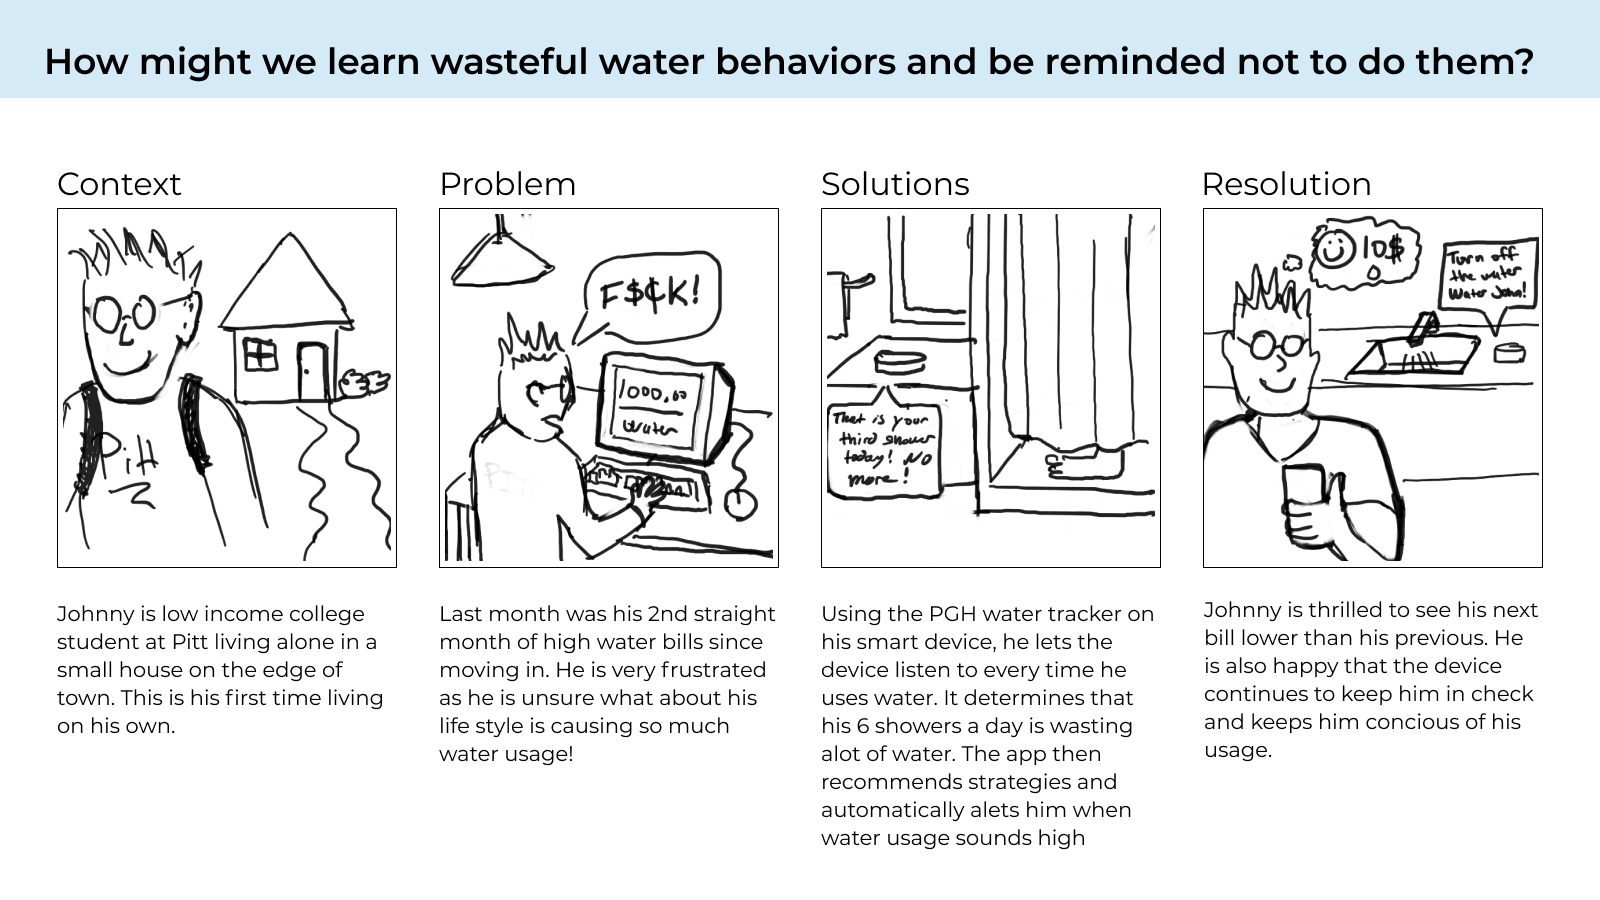 How might we learn wasteful water behaviors and be reminded not to do them?
Context
Pitt
Johnny is low income college
student at Pitt living alone in a
small house on the edge of
town. This is his first time living
on his own.
Problem
F$¢K!
1000.00
Water
Last month was his 2nd straight
month of high water bills since
moving in. He is very frustrated
as he is unsure what about his
life style is causing so much
water usage!
Solutions
That is your
third shower
today! NO
more!
Using the PGH water tracker on
his smart device, he lets the
device listen to every time he
uses water. It determines that
his 6 showers a day is wasting
alot of water. The app then
recommends strategies and
automatically alets him when
water usage sounds high
Resolution
10$
Turn off
the water
Water John!
Johnny is thrilled to see his next
bill lower than his previous. He
is also happy that the device
continues to keep him in check
and keeps him concious of his
usage.